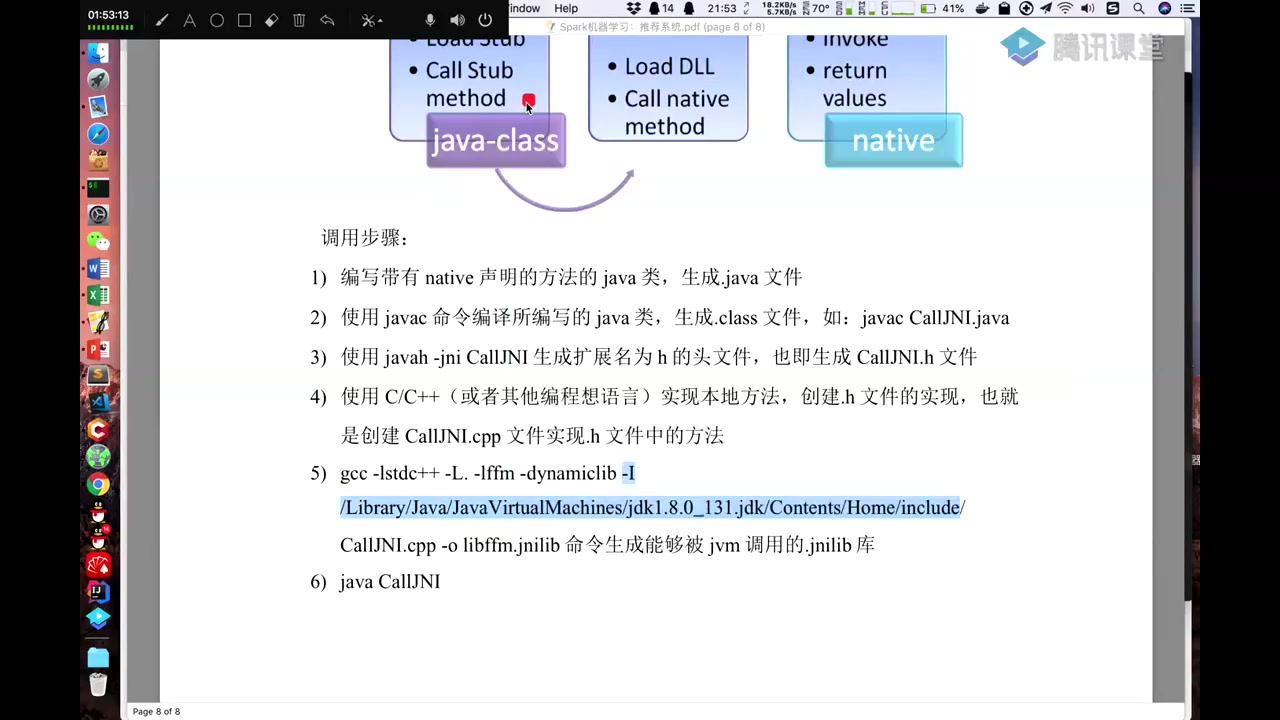 01:53:13
Window Help 14 21:53 18.2KB/s 5.7KB/s 70° 41%
Spark机器学习：推荐系统.pdf (page 8 of 8)
腾讯课堂
• Load Stub
• Call Stub method
java-class
• Load DLL
• Call native method
• invoke
• return values
native
调用步骤：
1) 编写带有 native 声明的方法的 java 类，生成.java 文件
2) 使用 javac 命令编译所编写的 java 类，生成.class 文件，如：javac CallJNI.java
3) 使用 javah -jni CallJNI 生成扩展名为 h 的头文件，也即生成 CallJNI.h 文件
4) 使用 C/C++（或者其他编程想语言）实现本地方法，创建.h 文件的实现，也就
是创建 CallJNI.cpp 文件实现.h 文件中的方法
5) gcc -lstdc++ -L. -lffm -dynamiclib -I
/Library/Java/JavaVirtualMachines/jdk1.8.0_131.jdk/Contents/Home/include/
CallJNI.cpp -o libffm.jnilib 命令生成能够被 jvm 调用的.jnilib 库
6) java CallJNI
Page 8 of 8